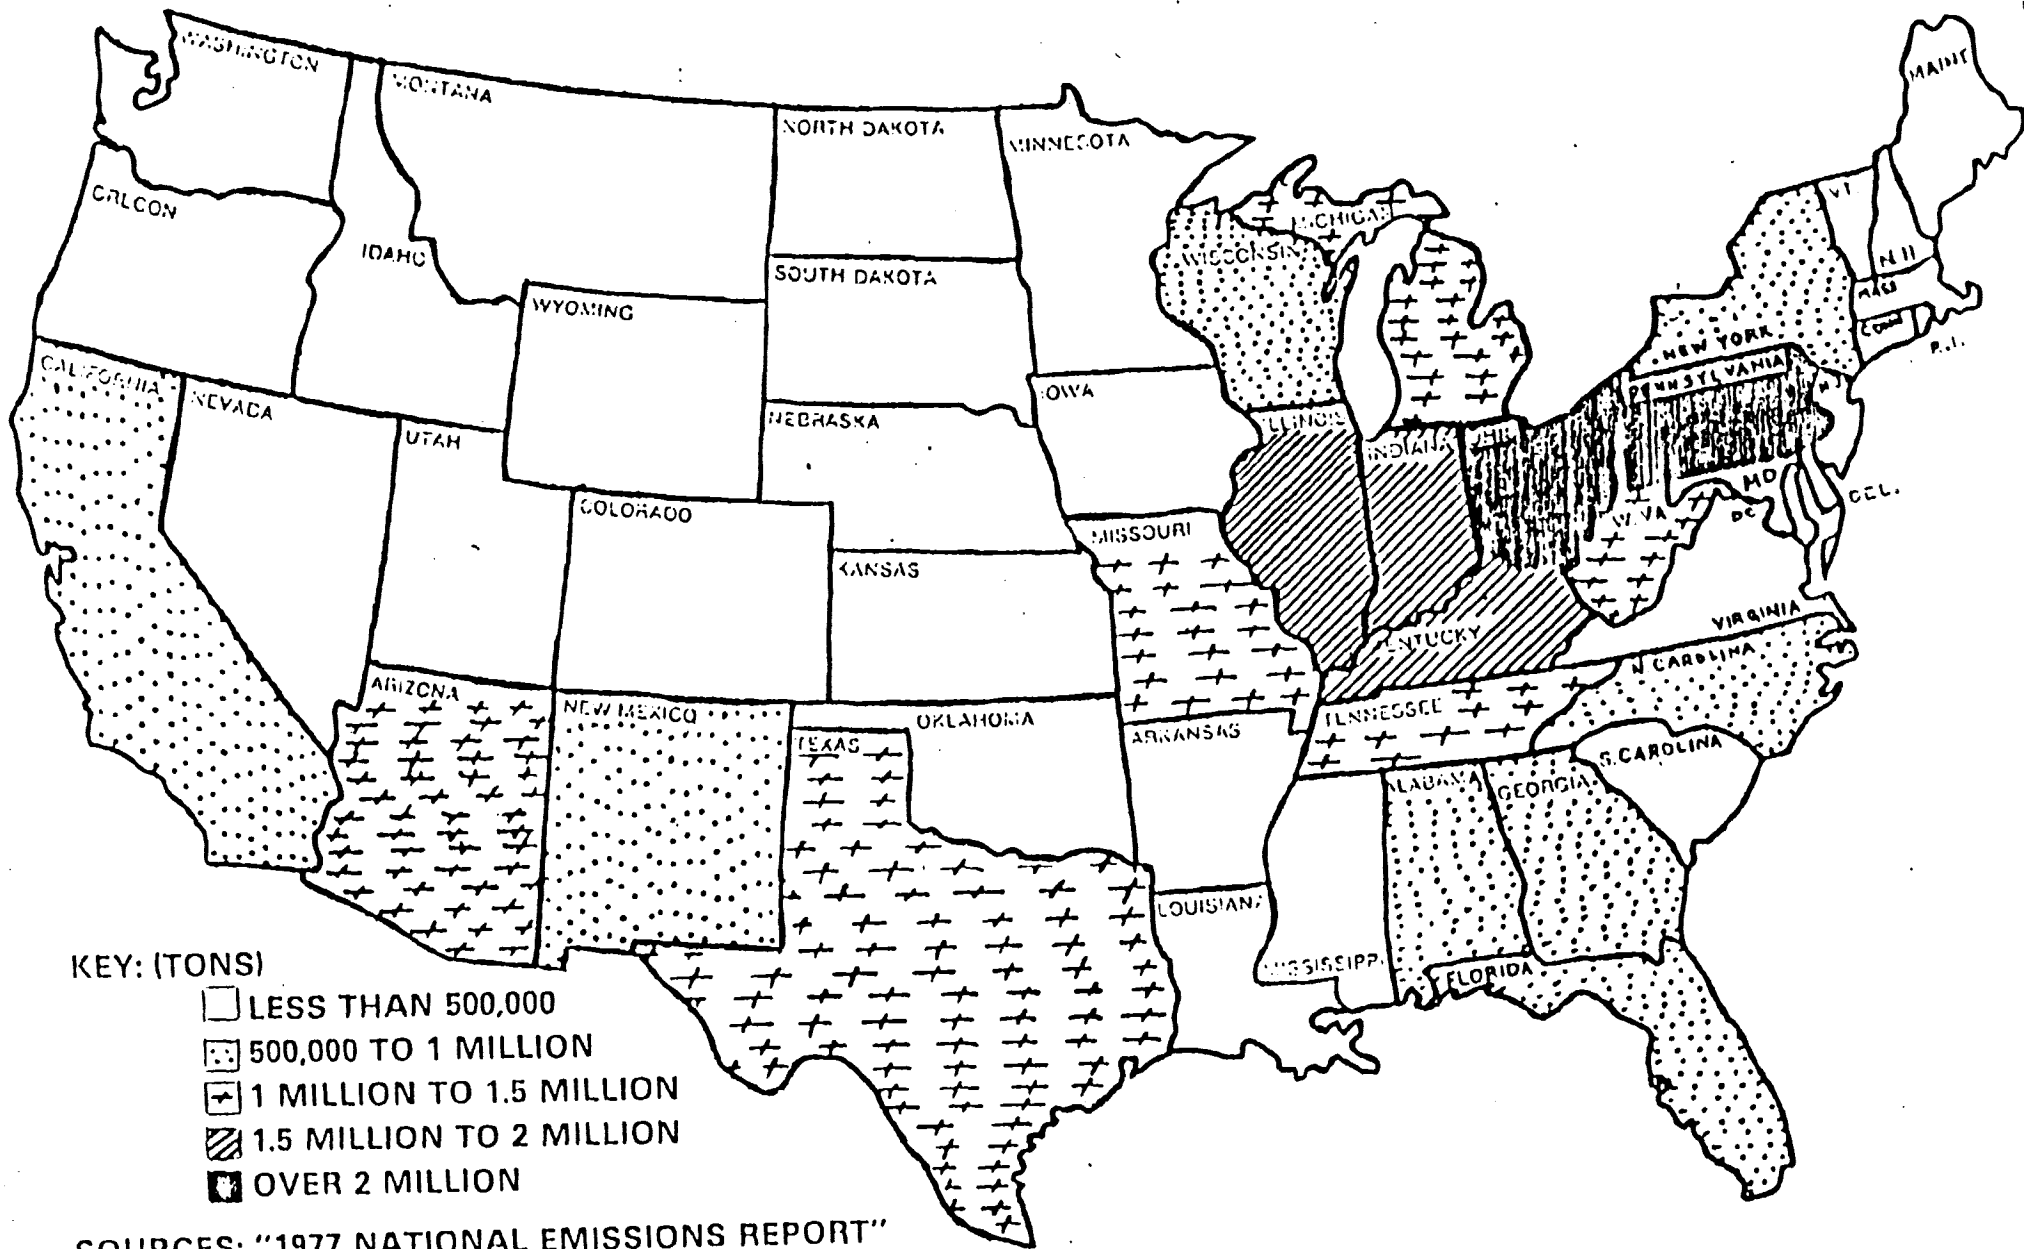 WASHINGTON
MONTANA
NORTH DAKOTA
MINNESOTA
MAINE
OREGON
IDAHO
SOUTH DAKOTA
WYOMING
MICHIGAN
WISCONSIN
VT.
N.H.
MASS
CONN
R.I.
NEW YORK
PENNSYLVANIA
N.J.
CALIFORNIA
NEVADA
UTAH
NEBRASKA
IOWA
ILLINOIS
INDIANA
OHIO
MD
DEL.
DC
W.VA
COLORADO
KANSAS
MISSOURI
KENTUCKY
VIRGINIA
N CAROLINA
ARIZONA
NEW MEXICO
OKLAHOMA
TEXAS
ARKANSAS
TENNESSEE
S.CAROLINA
ALABAMA
GEORGIA
LOUISIANA
MISSISSIPPI
FLORIDA
KEY: (TONS)
LESS THAN 500,000
500,000 TO 1 MILLION
1 MILLION TO 1.5 MILLION
1.5 MILLION TO 2 MILLION
OVER 2 MILLION
SOURCES: "1977 NATIONAL EMISSIONS REPORT"